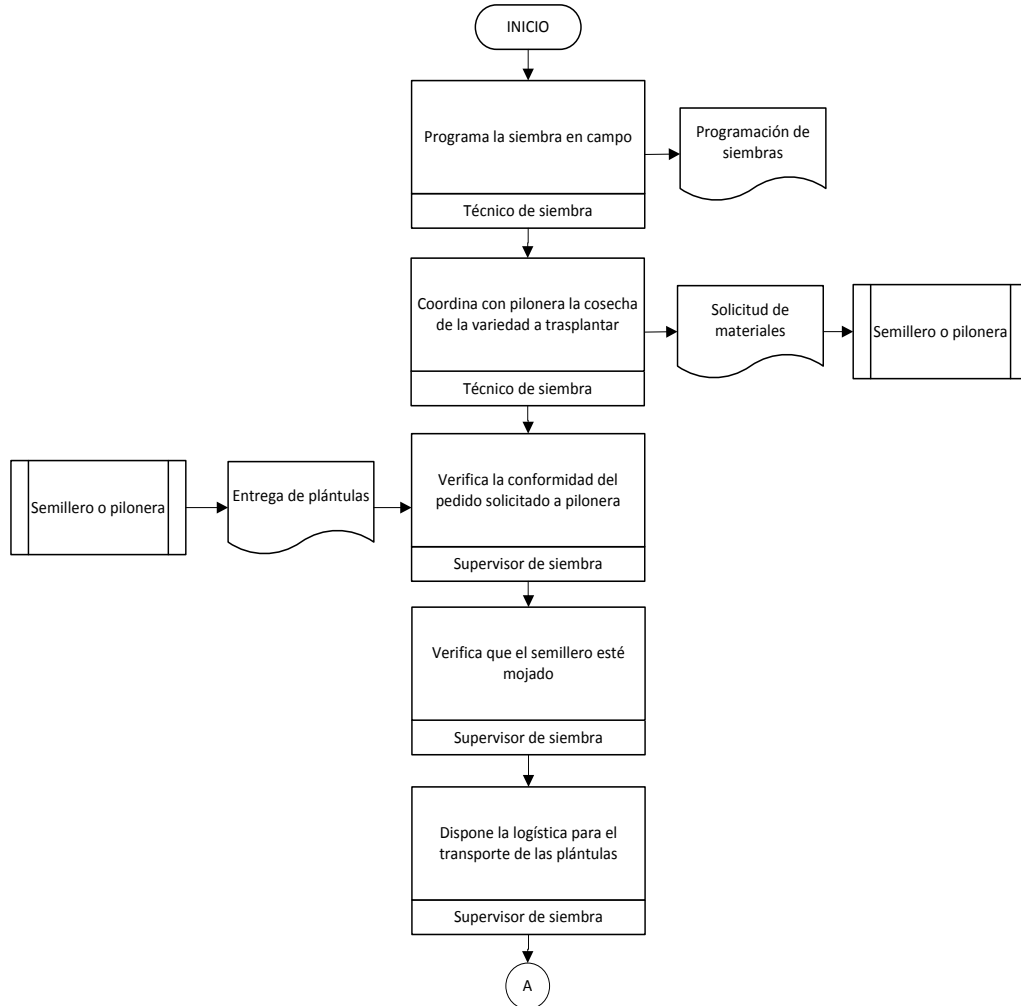 INICIO
Programa la siembra en campo
Técnico de siembra
Programación de
siembras
Coordina con pilonera la cosecha
de la variedad a trasplantar
Técnico de siembra
Solicitud de
materiales
Semillero o pilonera
Semillero o pilonera
Entrega de plántulas
Verifica la conformidad del
pedido solicitado a pilonera
Supervisor de siembra
Verifica que el semillero esté
mojado
Supervisor de siembra
Dispone la logística para el
transporte de las plántulas
Supervisor de siembra
A